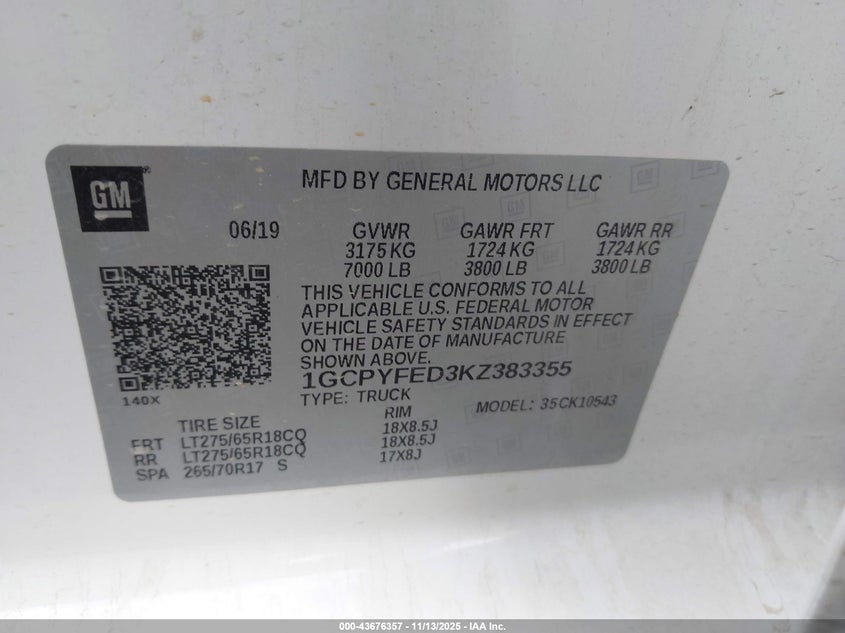 GM
MFD BY GENERAL MOTORS LLC
06/19 GVWR GAWR FRT GAWR RR
3175 KG 1724 KG 1724 KG
7000 LB 3800 LB 3800 LB
THIS VEHICLE CONFORMS TO ALL
APPLICABLE U.S. FEDERAL MOTOR
VEHICLE SAFETY STANDARDS IN EFFECT
ON THE DATE OF MANUFACTURE
SHOWN ABOVE.
1GCPYFED3KZ383355
140X
TYPE: TRUCK MODEL: 35CK10543
TIRE SIZE RIM
FRT LT275/65R18CQ 18X8.5J
RR LT275/65R18CQ 18X8.5J
SPA 265/70R17 S 17X8J
000-43676357 - 11/13/2025 - IAA Inc.